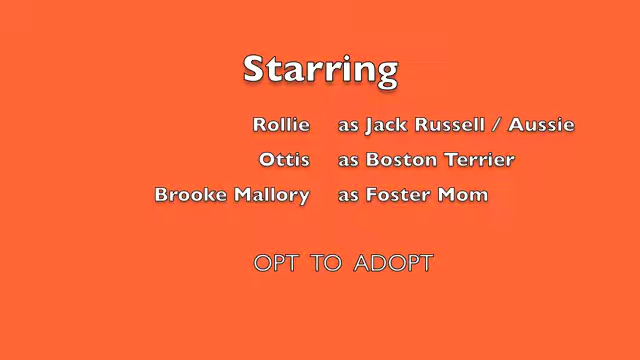 Starring
Rollie as Jack Russell / Aussie
Ottis as Boston Terrier
Brooke Mallory as Foster Mom
OPT TO ADOPT